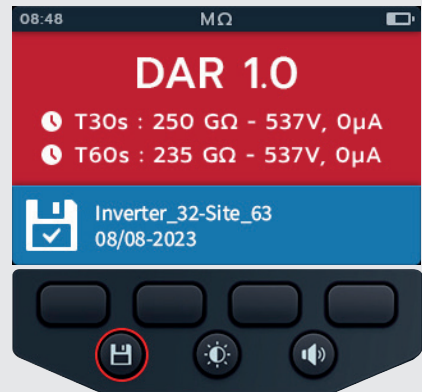 08:48 MΩ
DAR 1.0
T30s : 250 GΩ - 537V, 0µA
T60s : 235 GΩ - 537V, 0µA
Inverter_32-Site_63
08/08-2023